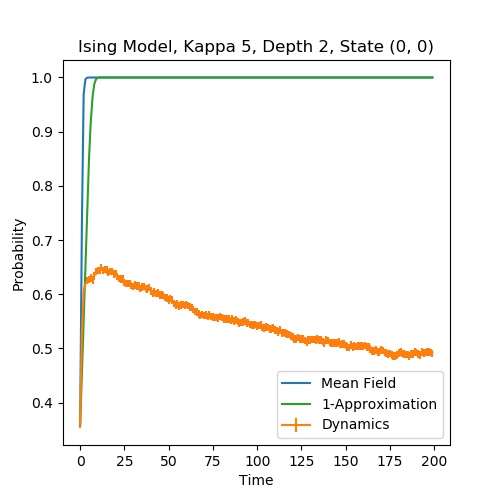 Ising Model, Kappa 5, Depth 2, State (0, 0)
Probability
1.0
0.9
0.8
0.7
0.6
0.5
0.4
Mean Field
1-Approximation
Dynamics
0 25 50 75 100 125 150 175 200
Time